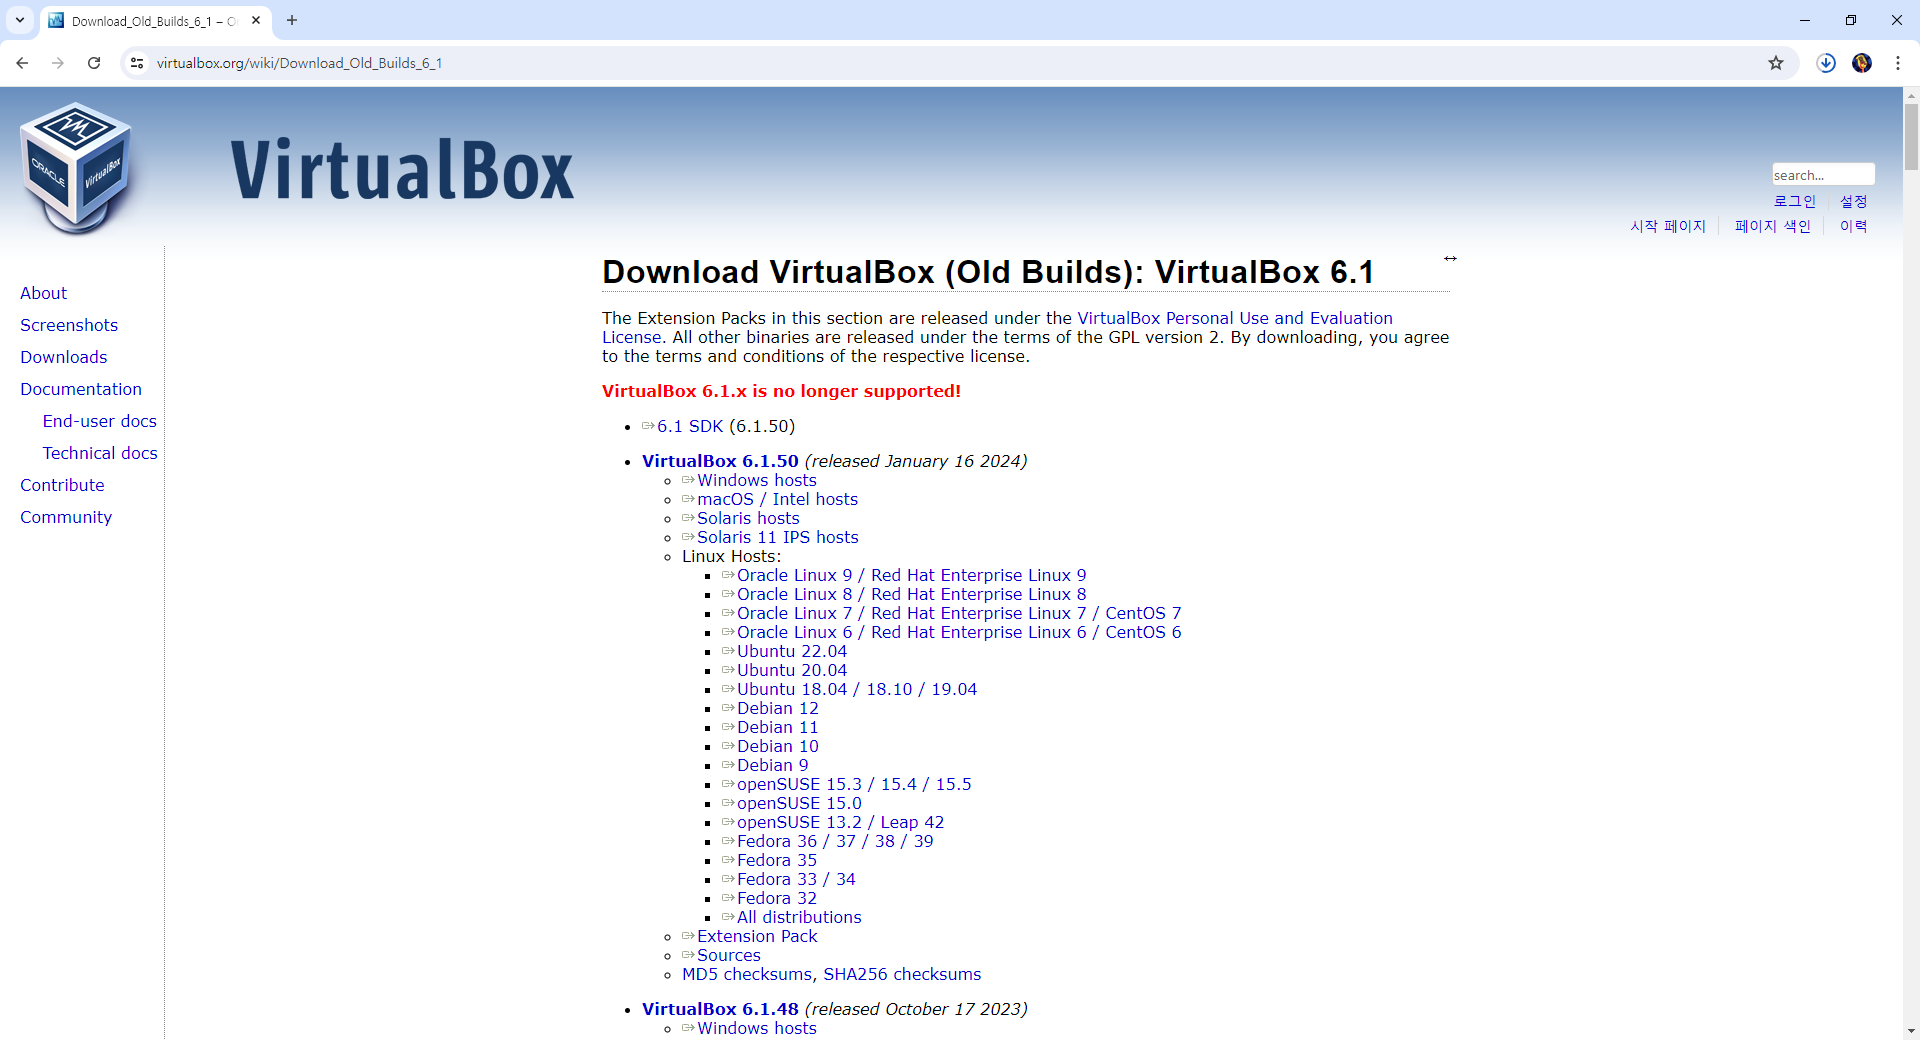 Download_Old_Builds_6_1 – O
virtualbox.org/wiki/Download_Old_Builds_6_1
ORACLE
VirtualBox
VirtualBox
search...
로그인
설정
시작 페이지
페이지 색인
이력
About
Screenshots
Downloads
Documentation
End-user docs
Technical docs
Contribute
Community
Download VirtualBox (Old Builds): VirtualBox 6.1
↔
The Extension Packs in this section are released under the VirtualBox Personal Use and Evaluation
License. All other binaries are released under the terms of the GPL version 2. By downloading, you agree
to the terms and conditions of the respective license.
VirtualBox 6.1.x is no longer supported!
6.1 SDK (6.1.50)
VirtualBox 6.1.50 (released January 16 2024)
Windows hosts
macOS / Intel hosts
Solaris hosts
Solaris 11 IPS hosts
Linux Hosts:
Oracle Linux 9 / Red Hat Enterprise Linux 9
Oracle Linux 8 / Red Hat Enterprise Linux 8
Oracle Linux 7 / Red Hat Enterprise Linux 7 / CentOS 7
Oracle Linux 6 / Red Hat Enterprise Linux 6 / CentOS 6
Ubuntu 22.04
Ubuntu 20.04
Ubuntu 18.04 / 18.10 / 19.04
Debian 12
Debian 11
Debian 10
Debian 9
openSUSE 15.3 / 15.4 / 15.5
openSUSE 15.0
openSUSE 13.2 / Leap 42
Fedora 36 / 37 / 38 / 39
Fedora 35
Fedora 33 / 34
Fedora 32
All distributions
Extension Pack
Sources
MD5 checksums, SHA256 checksums
VirtualBox 6.1.48 (released October 17 2023)
Windows hosts